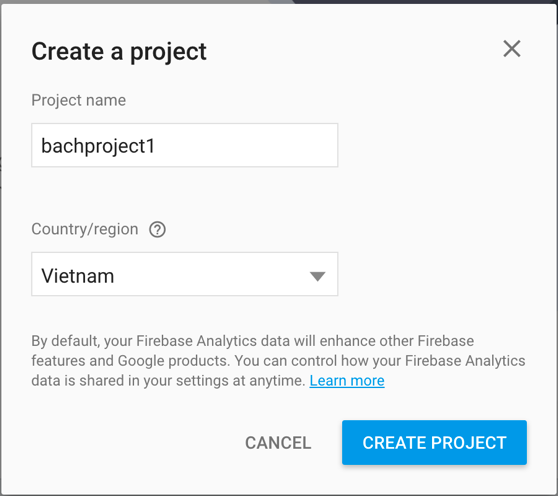 Create a project
Project name
bachproject1
Country/region
Vietnam
By default, your Firebase Analytics data will enhance other Firebase
features and Google products. You can control how your Firebase Analytics
data is shared in your settings at anytime. Learn more
CANCEL
CREATE PROJECT